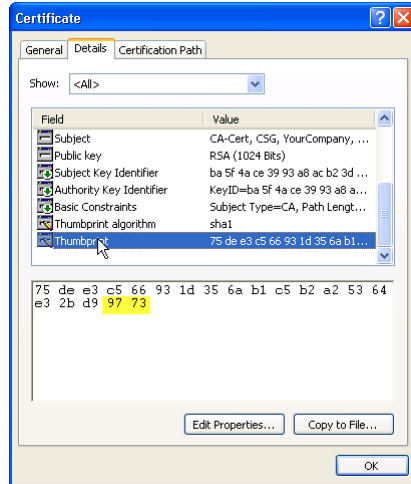 Certificate
General Details Certification Path
Show: <All>
Field Value
Subject CA-Cert, CSG, YourCompany, ...
Public key RSA (1024 Bits)
Subject Key Identifier ba 5f 4a ce 39 93 a8 ac b2 3d ...
Authority Key Identifier KeyID=ba 5f 4a ce 39 93 a8 a...
Basic Constraints Subject Type=CA, Path Lengt...
Thumbprint algorithm sha1
Thumbprint 75 de e3 c5 66 93 1d 35 6a b1...
75 de e3 c5 66 93 1d 35 6a b1 c5 b2 a2 53 64
e3 2b d9 97 73
Edit Properties... Copy to File...
OK